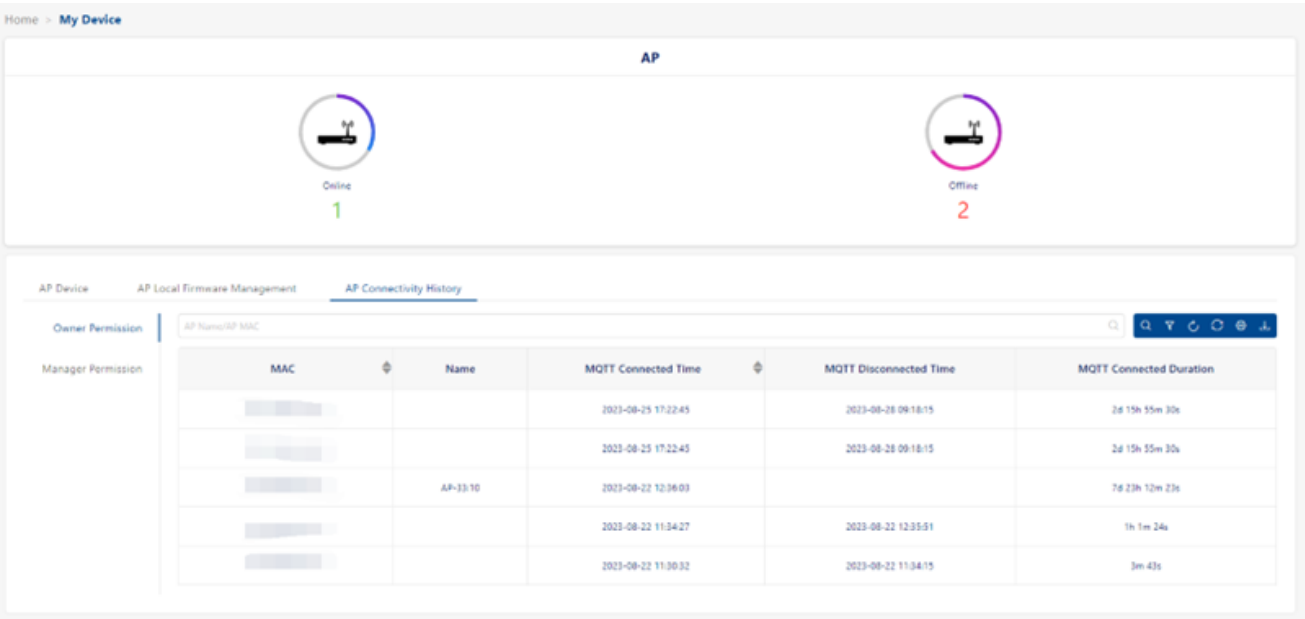 Home > My Device
AP
Online
1
Offline
2
AP Device AP Local Firmware Management AP Connectivity History
Owner Permission
AP Name/AP MAC
Manager Permission
MAC Name MQTT Connected Time MQTT Disconnected Time MQTT Connected Duration
2023-08-25 17:22:45 2023-08-28 09:18:15 2d 15h 55m 30s
2023-08-25 17:22:45 2023-08-28 09:18:15 2d 15h 55m 30s
AP-33:10 2023-08-22 12:36:03 7d 23h 12m 23s
2023-08-22 11:34:27 2023-08-22 12:35:51 1h 1m 24s
2023-08-22 11:30:32 2023-08-22 11:34:15 3m 43s